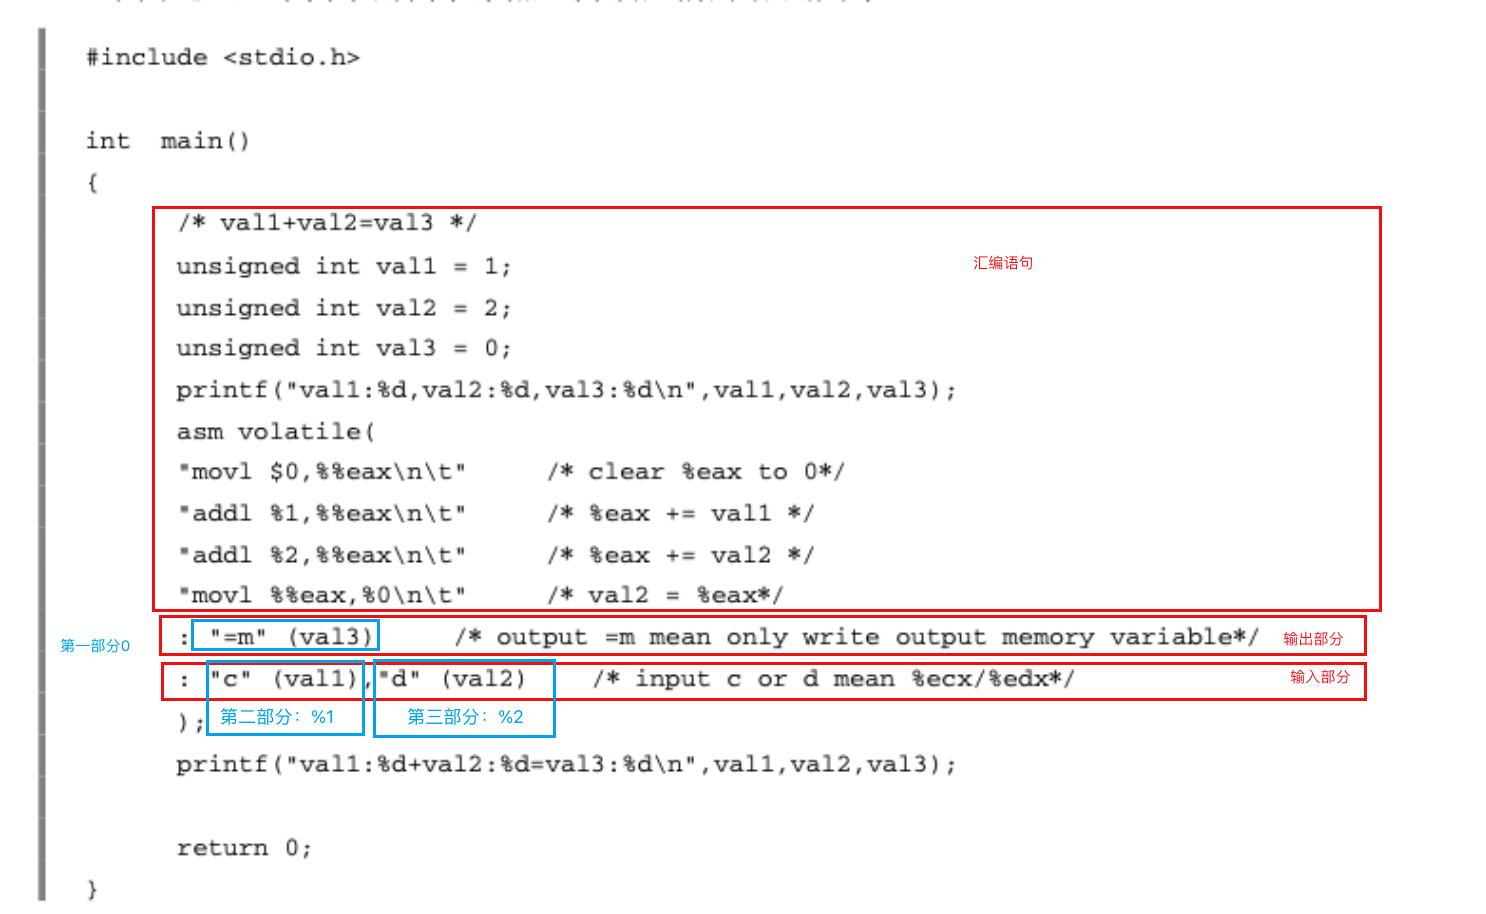 #include <stdio.h>
int  main()
{
/* val1+val2=val3 */
unsigned int val1 = 1;
汇编语句
unsigned int val2 = 2;
unsigned int val3 = 0;
printf("val1:%d,val2:%d,val3:%d\n",val1,val2,val3);
asm volatile(
"movl $0,%%eax\n\t"      /* clear %eax to 0*/
"addl %1,%%eax\n\t"      /* %eax += val1 */
"addl %2,%%eax\n\t"      /* %eax += val2 */
"movl %%eax,%0\n\t"      /* val2 = %eax*/
第一部分0
: "=m" (val3)      /* output =m mean only write output memory variable*/
输出部分
: "c" (val1),"d" (val2)     /* input c or d mean %ecx/%edx*/
输入部分
);
第二部分：%1
第三部分：%2
printf("val1:%d+val2:%d=val3:%d\n",val1,val2,val3);
return 0;
}